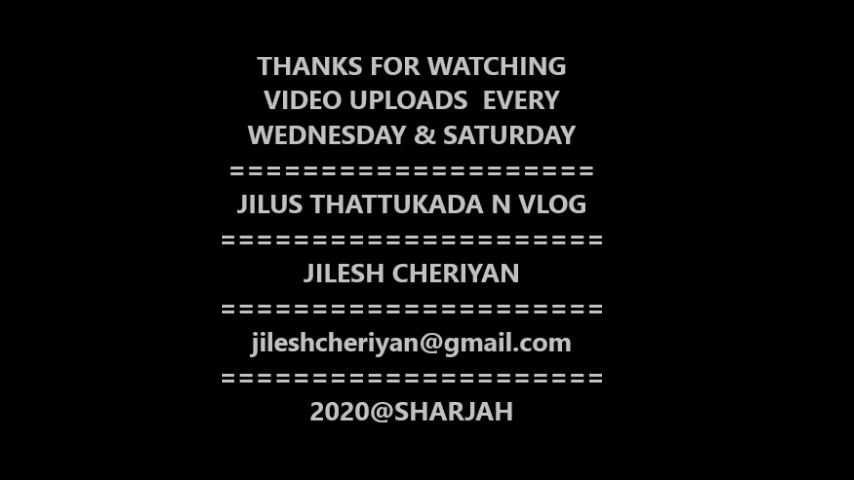 THANKS FOR WATCHING
VIDEO UPLOADS  EVERY
WEDNESDAY & SATURDAY
====================
JILUS THATTUKADA N VLOG
=====================
JILESH CHERIYAN
=====================
jileshcheriyan@gmail.com
=====================
2020@SHARJAH